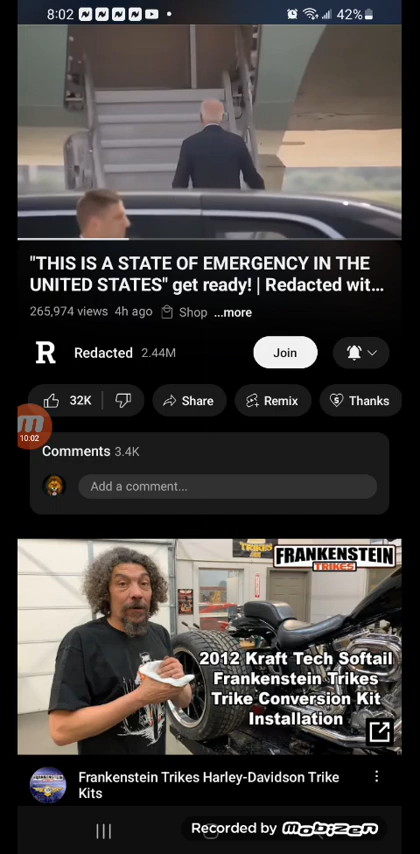 8:02
42%
"THIS IS A STATE OF EMERGENCY IN THE
UNITED STATES" get ready! | Redacted wit...
265,974 views 4h ago Shop ...more
R Redacted 2.44M Join
32K Share Remix Thanks
10:02
Comments 3.4K
Add a comment...
TRIKES
FRANKENSTEIN
TRIKES
2012 Kraft Tech Softail
Frankenstein Trikes
Trike Conversion Kit
Installation
Frankenstein Trikes Harley-Davidson Trike
Kits
Recorded by mobizen